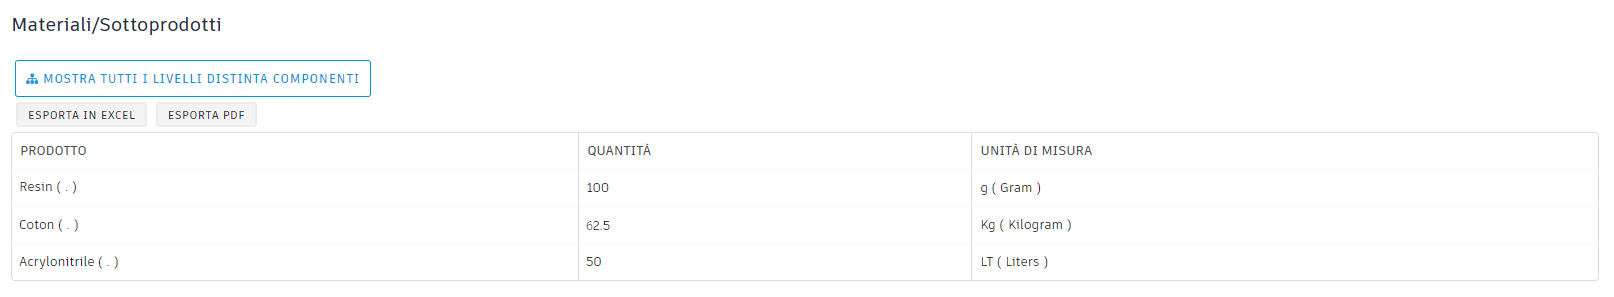 Materiali/Sottoprodotti
MOSTRA TUTTI I LIVELLI DISTINTA COMPONENTI
ESPORTA IN EXCEL ESPORTA PDF
PRODOTTO QUANTITÀ UNITÀ DI MISURA
Resin ( . ) 100 g ( Gram )
Coton ( . ) 62.5 Kg ( Kilogram )
Acrylonitrile ( . ) 50 LT ( Liters )